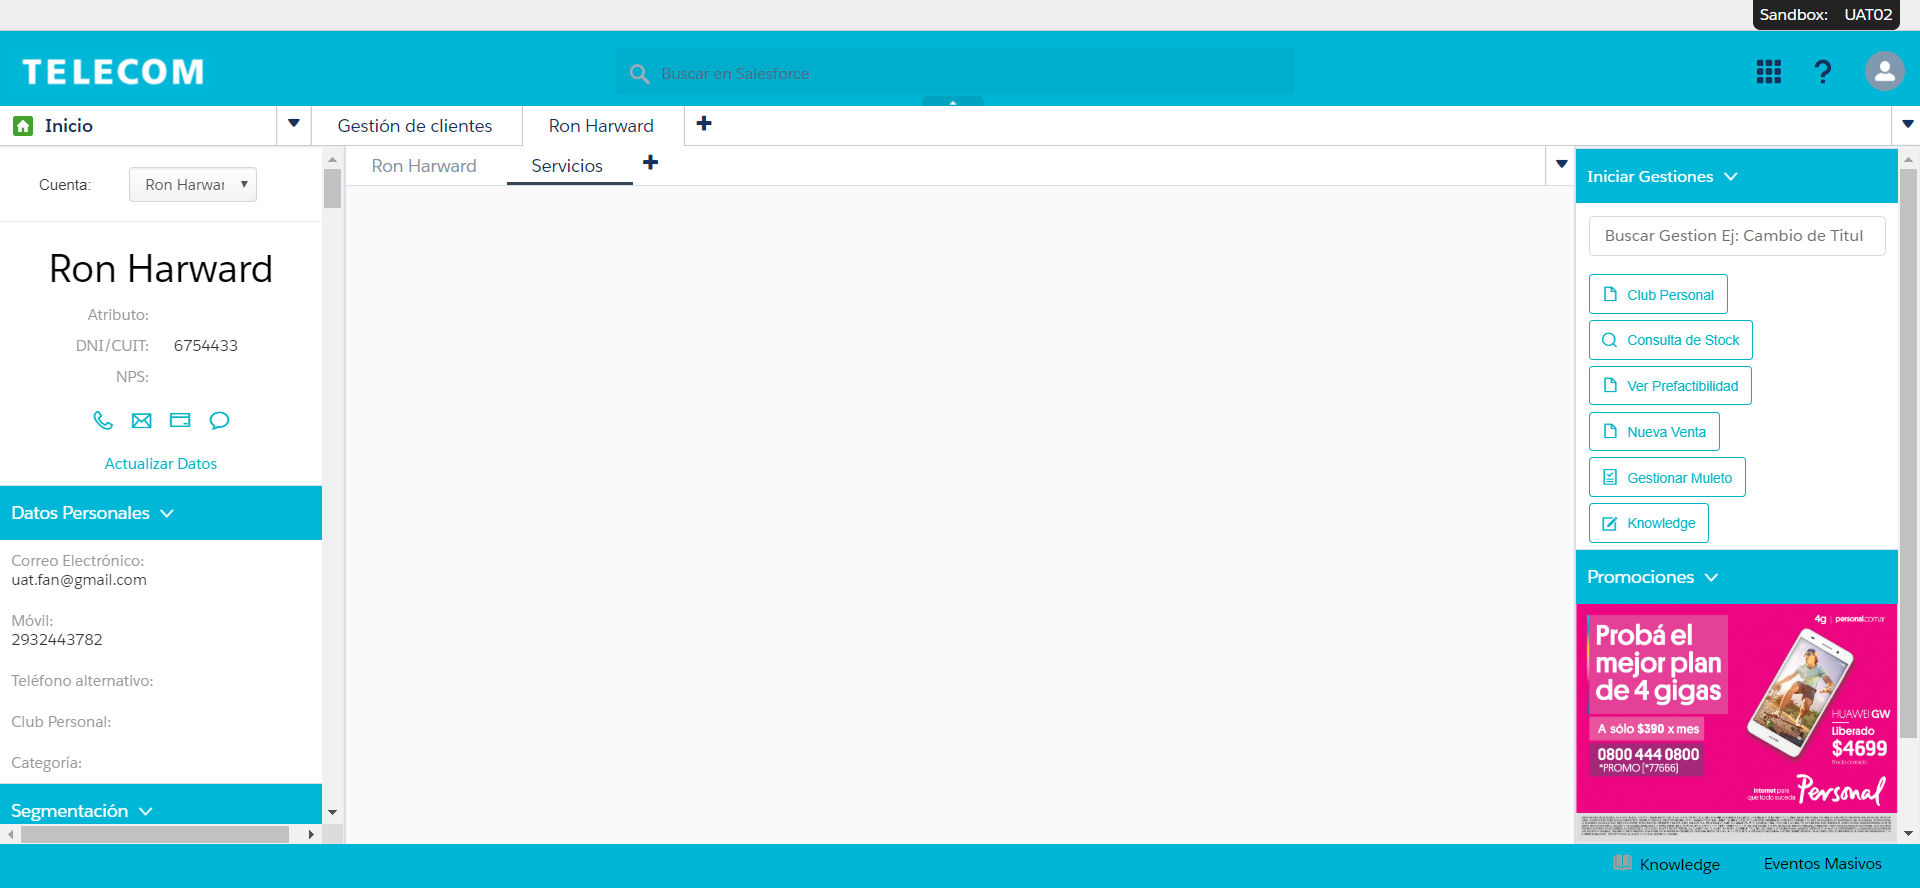 Sandbox: UAT02
TELECOM
Buscar en Salesforce
?
Inicio
Gestión de clientes
Ron Harward
Ron Harward
Servicios
Cuenta:
Ron Harwar
Ron Harward
Atributo:
DNI/CUIT: 6754433
NPS:
Actualizar Datos
Datos Personales
Correo Electrónico:
uat.fan@gmail.com
Móvil:
2932443782
Teléfono alternativo:
Club Personal:
Categoría:
Segmentación
Iniciar Gestiones
Buscar Gestion Ej: Cambio de Titul
Club Personal
Consulta de Stock
Ver Prefactibilidad
Nueva Venta
Gestionar Muleto
Knowledge
Promociones
4g | personal.com.ar
Probá el
mejor plan
de 4 gigas
A sólo $390 x mes
0800 444 0800
*PROMO (*77666)
HUAWEI GW
Liberado
$4699
Precio contado
Internet para
que todo suceda
Personal
Knowledge
Eventos Masivos